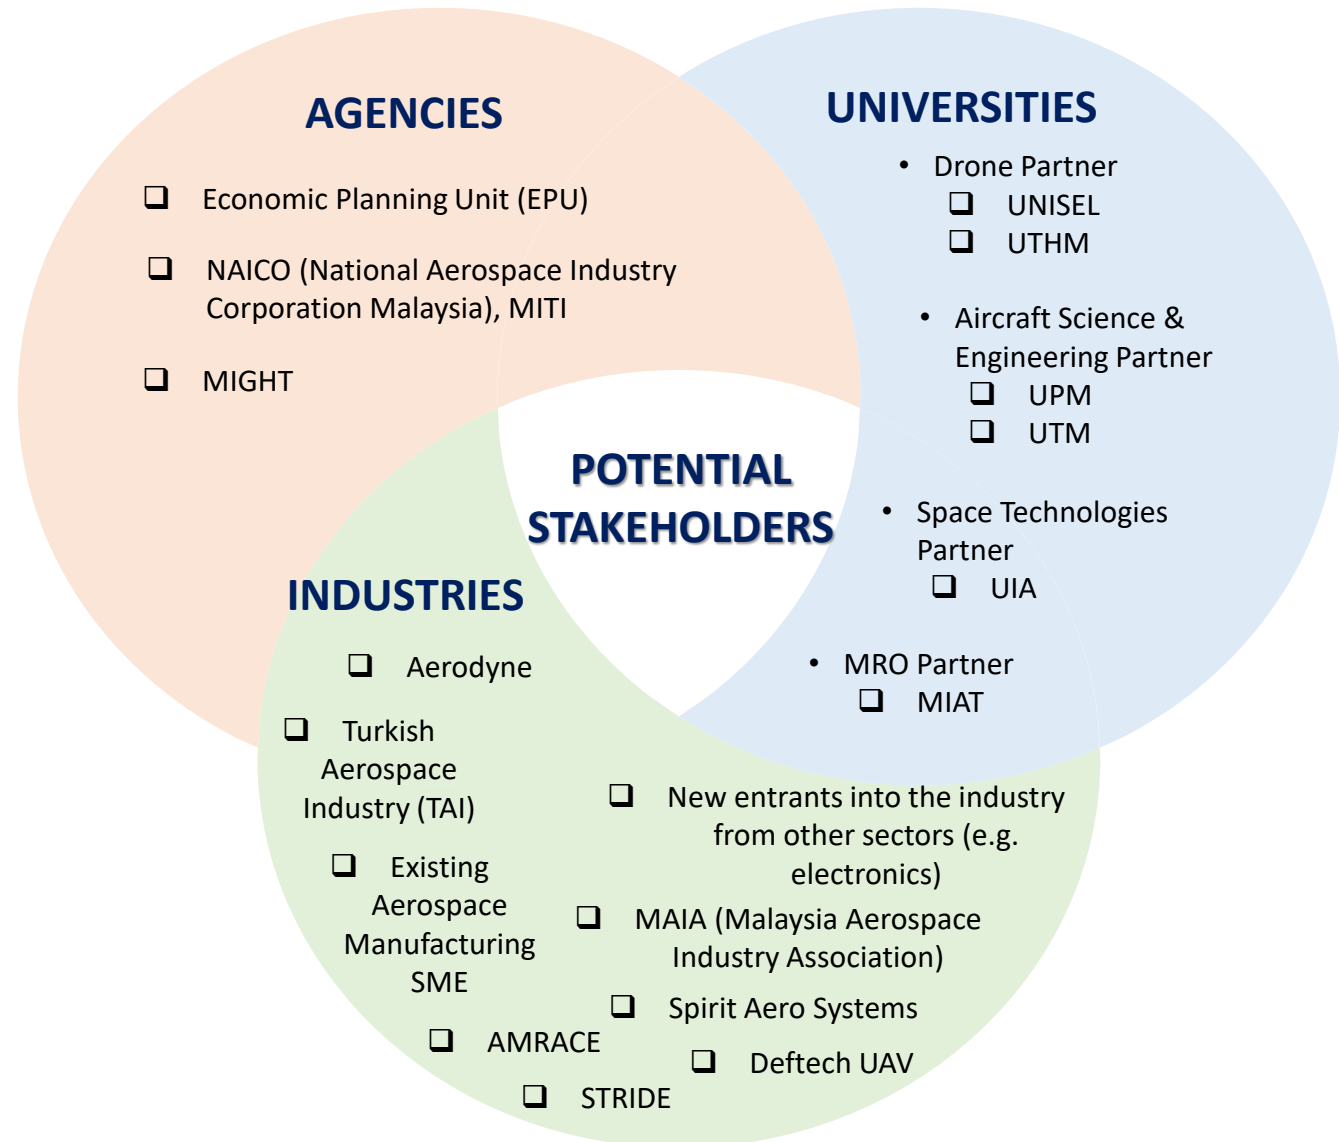 AGENCIES
❑ Economic Planning Unit (EPU)
❑ NAICO (National Aerospace Industry
Corporation Malaysia), MITI
❑ MIGHT
UNIVERSITIES
• Drone Partner
❑ UNISEL
❑ UTHM
• Aircraft Science &
Engineering Partner
❑ UPM
❑ UTM
• Space Technologies
Partner
❑ UIA
• MRO Partner
❑ MIAT
POTENTIAL
STAKEHOLDERS
INDUSTRIES
❑ Aerodyne
❑ Turkish
Aerospace
Industry (TAI)
❑ Existing
Aerospace
Manufacturing
SME
❑ AMRACE
❑ STRIDE
❑ New entrants into the industry
from other sectors (e.g.
electronics)
❑ MAIA (Malaysia Aerospace
Industry Association)
❑ Spirit Aero Systems
❑ Deftech UAV